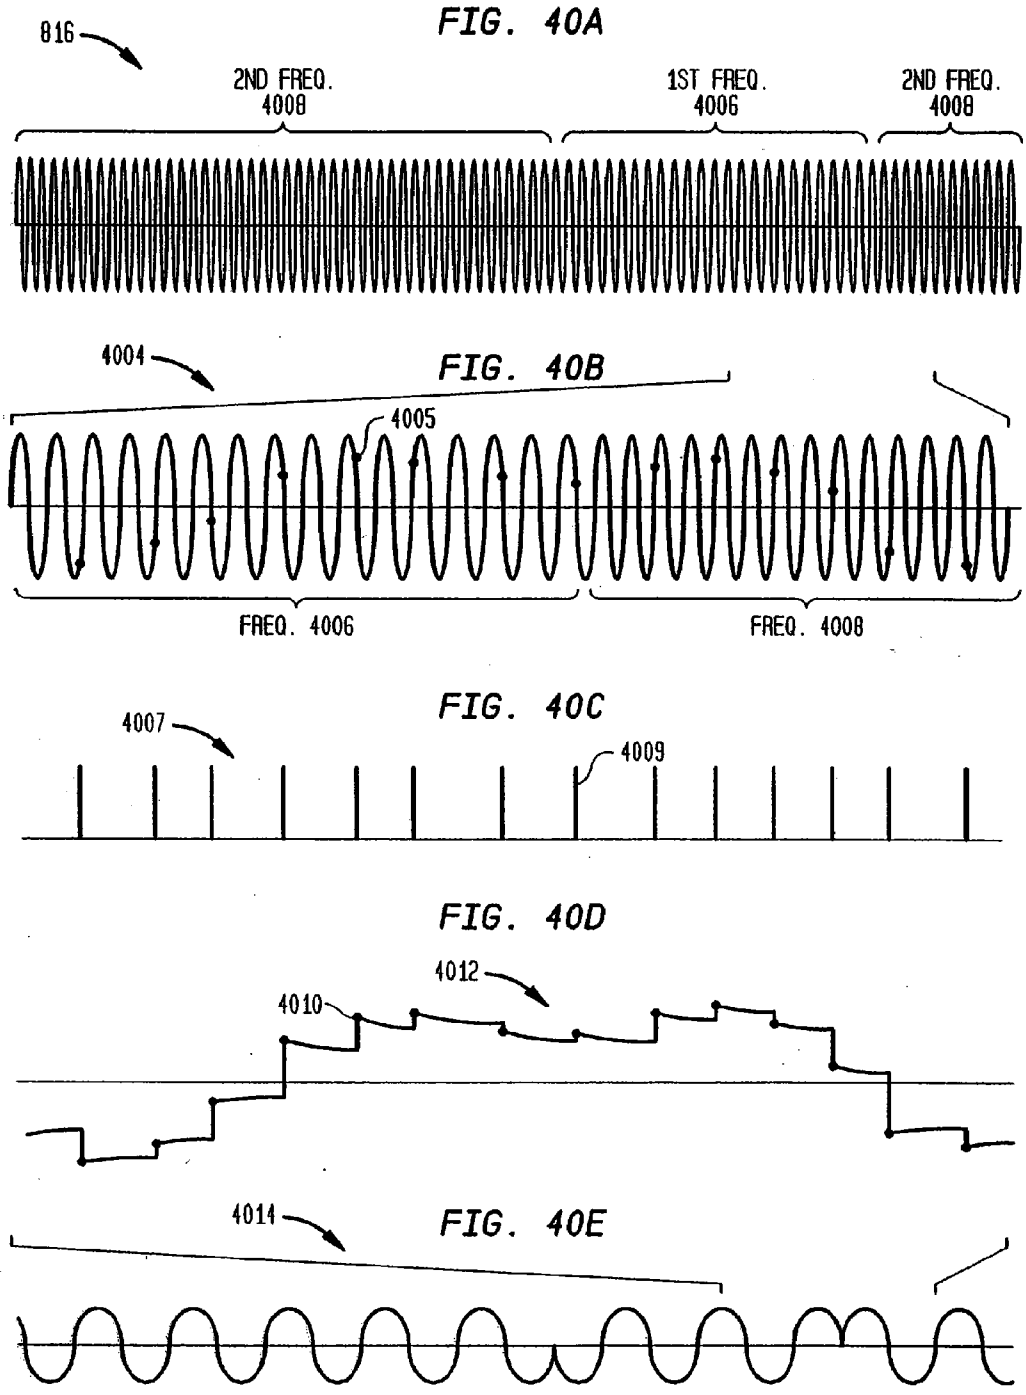 FIG. 40A
816
2ND FREQ.
4008
1ST FREQ.
4006
2ND FREQ.
4008
FIG. 40B
4004
4005
FREQ. 4006
FREQ. 4008
FIG. 40C
4007
4009
FIG. 40D
4012
4010
FIG. 40E
4014